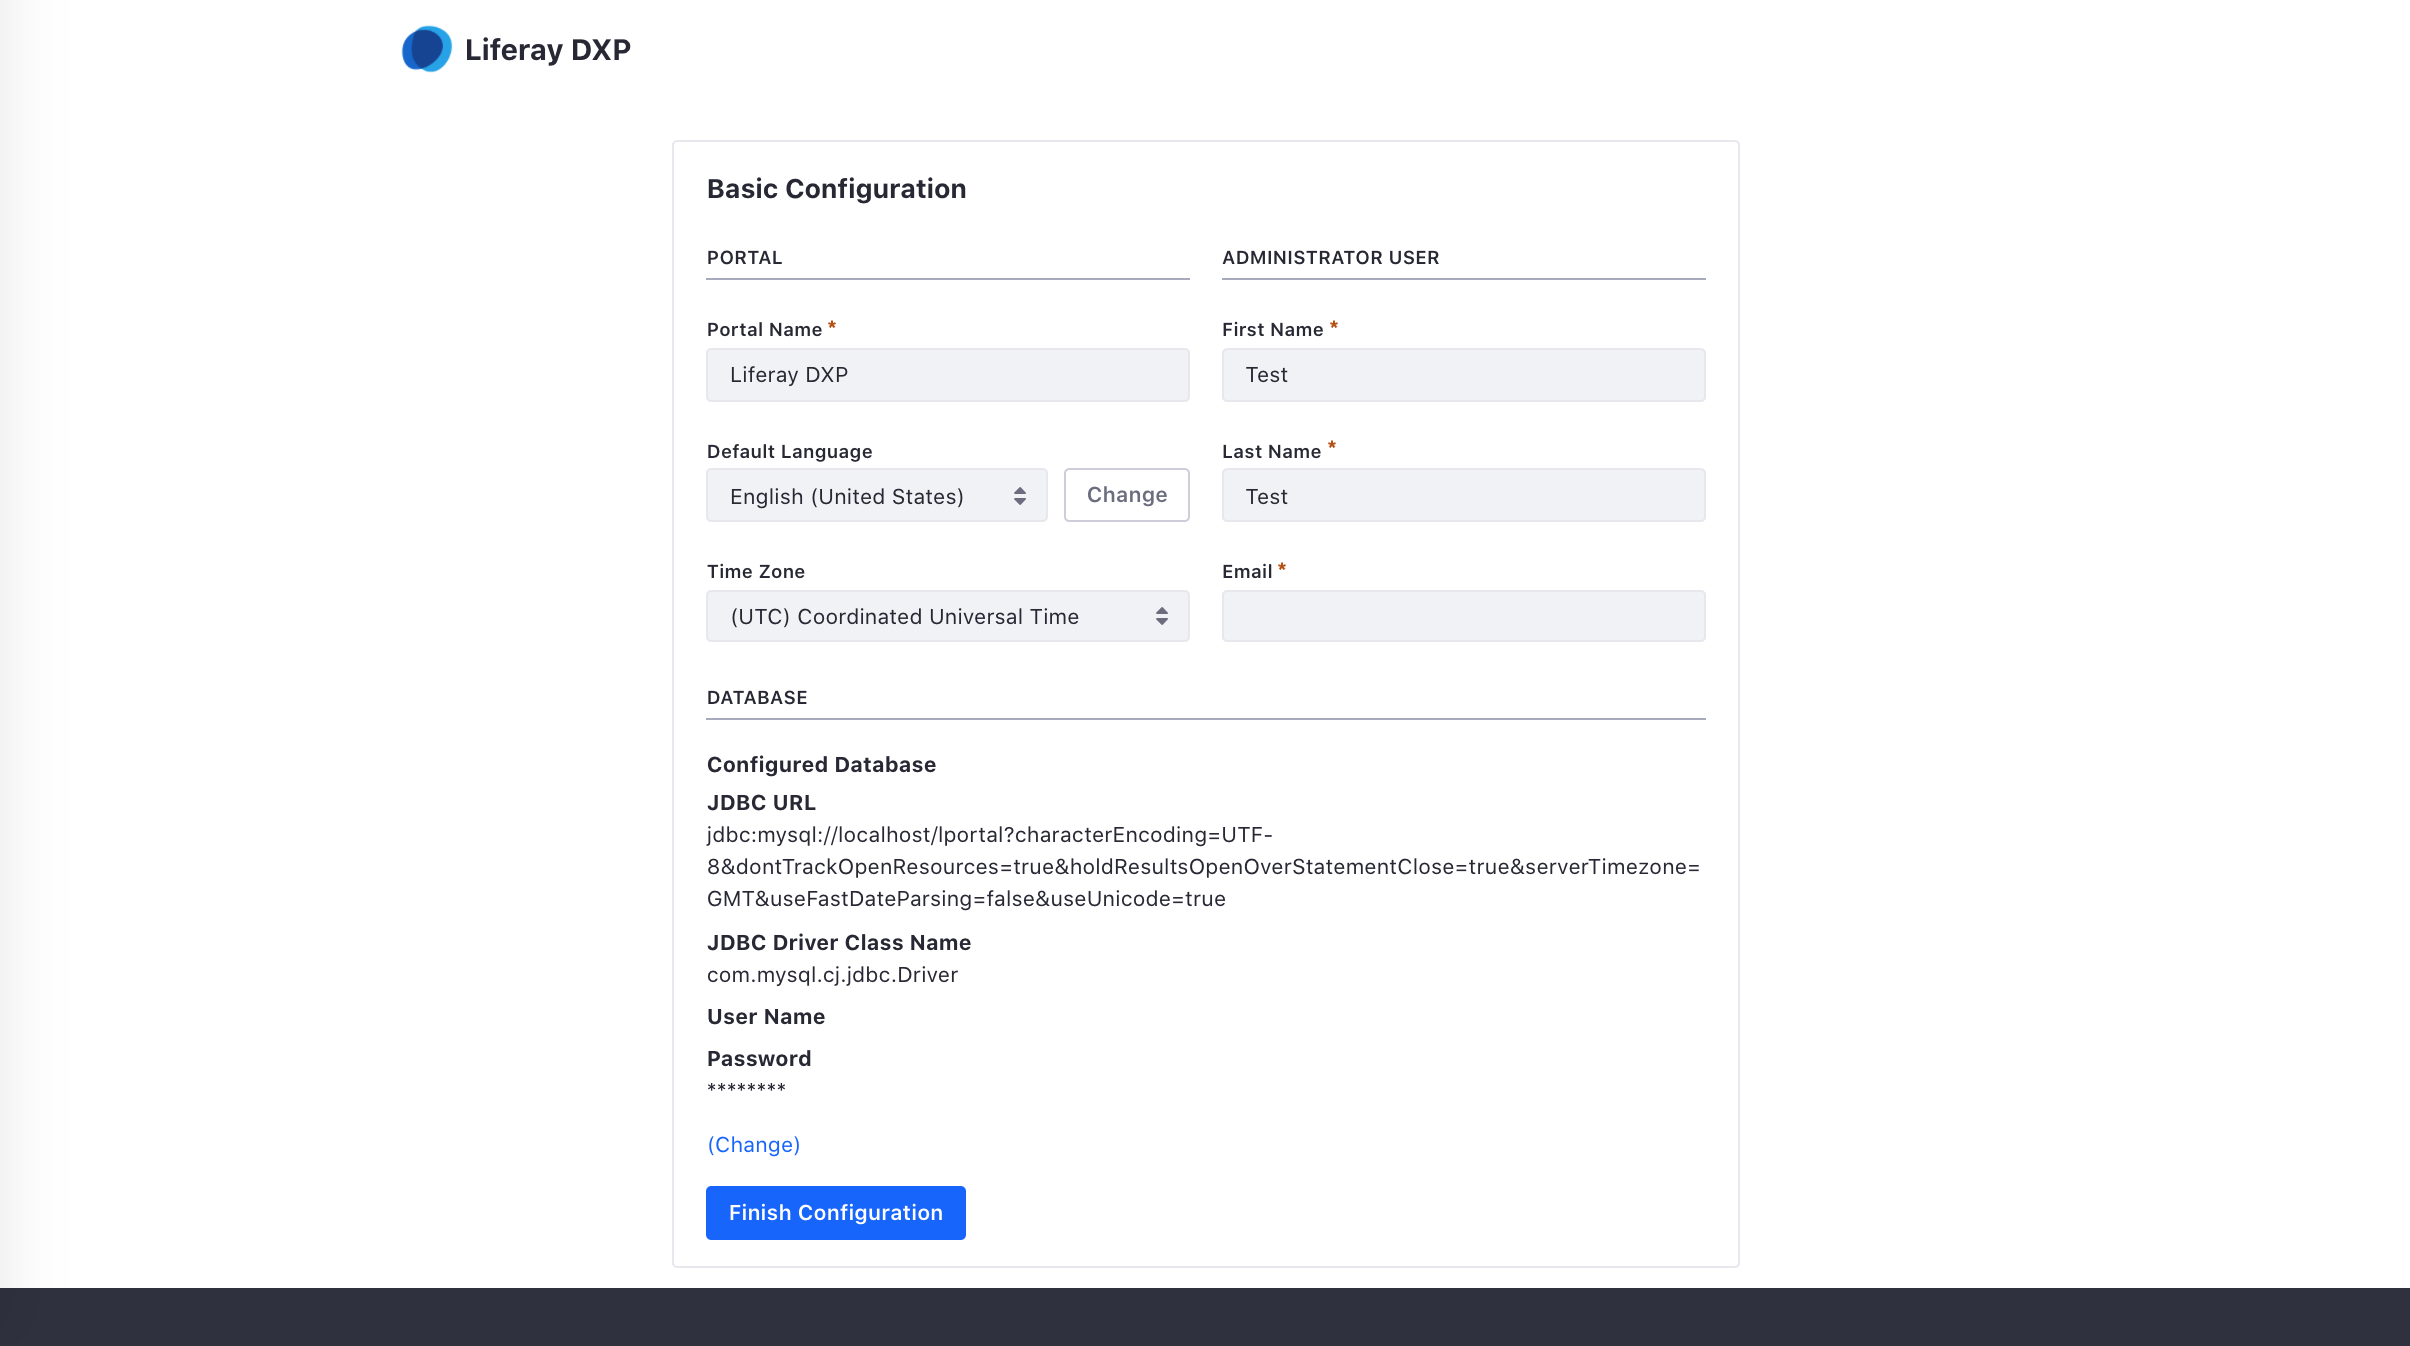 Liferay DXP
Basic Configuration
PORTAL
Portal Name *
Liferay DXP
Default Language
English (United States)
Change
Time Zone
(UTC) Coordinated Universal Time
ADMINISTRATOR USER
First Name *
Test
Last Name *
Test
Email *
DATABASE
Configured Database
JDBC URL
jdbc:mysql://localhost/lportal?characterEncoding=UTF-
8&dontTrackOpenResources=true&holdResultsOpenOverStatementClose=true&serverTimezone=
GMT&useFastDateParsing=false&useUnicode=true
JDBC Driver Class Name
com.mysql.cj.jdbc.Driver
User Name
Password
********
(Change)
Finish Configuration